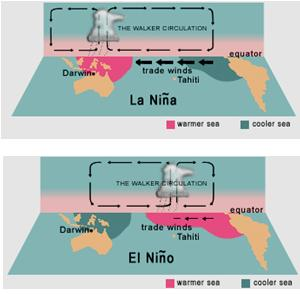 THE WALKER CIRCULATION
equator
Darwin
trade winds
Tahiti
La Niña
warmer sea cooler sea
THE WALKER CIRCULATION
equator
Darwin
trade winds
Tahiti
El Niño
warmer sea cooler sea